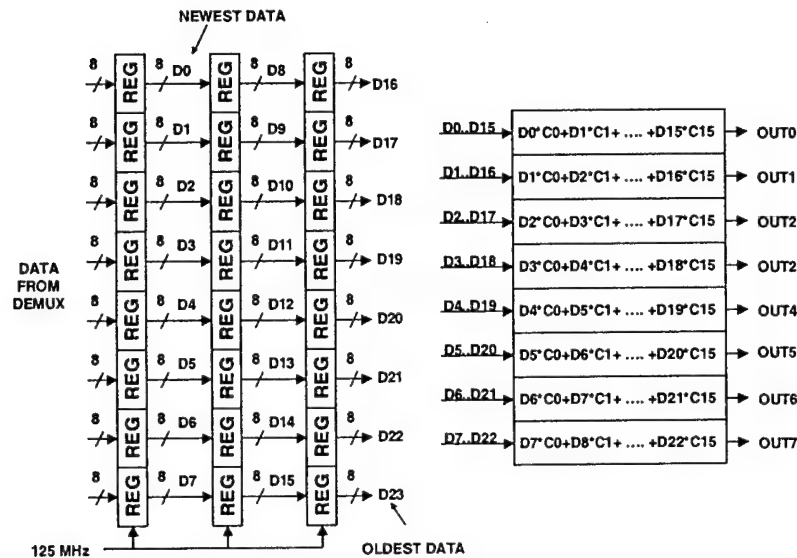 NEWEST DATA
8 REG 8 D0 REG 8 D8 REG 8 D16
8 REG 8 D1 REG 8 D9 REG 8 D17
8 REG 8 D2 REG 8 D10 REG 8 D18
8 REG 8 D3 REG 8 D11 REG 8 D19
DATA
FROM
DEMUX
8 REG 8 D4 REG 8 D12 REG 8 D20
8 REG 8 D5 REG 8 D13 REG 8 D21
8 REG 8 D6 REG 8 D14 REG 8 D22
8 REG 8 D7 REG 8 D15 REG 8 D23
125 MHz
OLDEST DATA
D0..D15 D0*C0+D1*C1+ .... +D15*C15 OUT0
D1..D16 D1*C0+D2*C1+ .... +D16*C15 OUT1
D2..D17 D2*C0+D3*C1+ .... +D17*C15 OUT2
D3..D18 D3*C0+D4*C1+ .... +D18*C15 OUT2
D4..D19 D4*C0+D5*C1+ .... +D19*C15 OUT4
D5..D20 D5*C0+D6*C1+ .... +D20*C15 OUT5
D6..D21 D6*C0+D7*C1+ .... +D21*C15 OUT6
D7..D22 D7*C0+D8*C1+ .... +D22*C15 OUT7